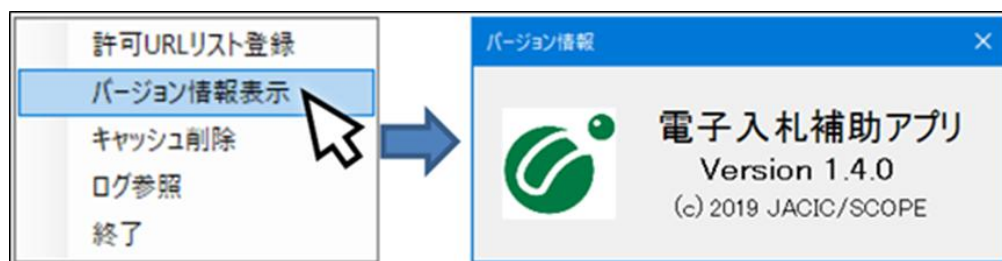 許可URLリスト登録
バージョン情報表示
キャッシュ削除
ログ参照
終了
バージョン情報
電子入札補助アプリ
Version 1.4.0
(c) 2019 JACIC/SCOPE